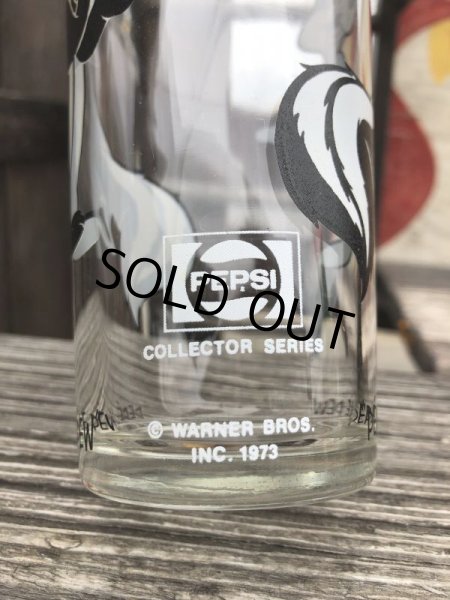 PEPSI
SOLD OUT
COLLECTOR SERIES
© WARNER BROS.
INC. 1973